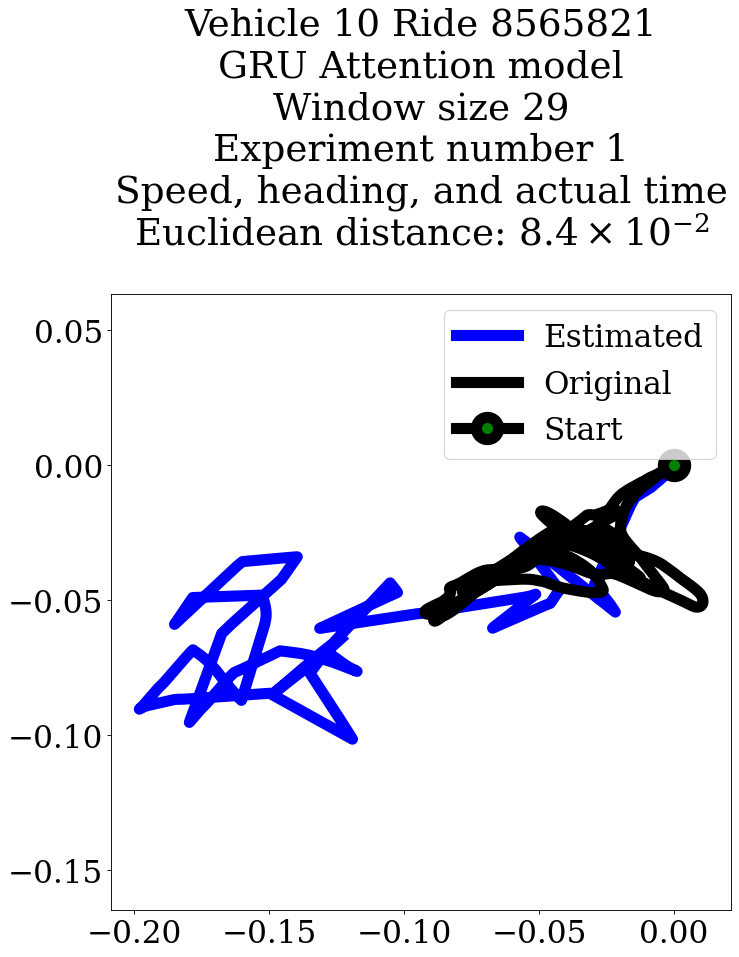 Vehicle 10 Ride 8565821
GRU Attention model
Window size 29
Experiment number 1
Speed, heading, and actual time
Euclidean distance: 8.4 × 10⁻²
Estimated
Original
Start
0.05
0.00
−0.05
−0.10
−0.15
−0.20 −0.15 −0.10 −0.05 0.00